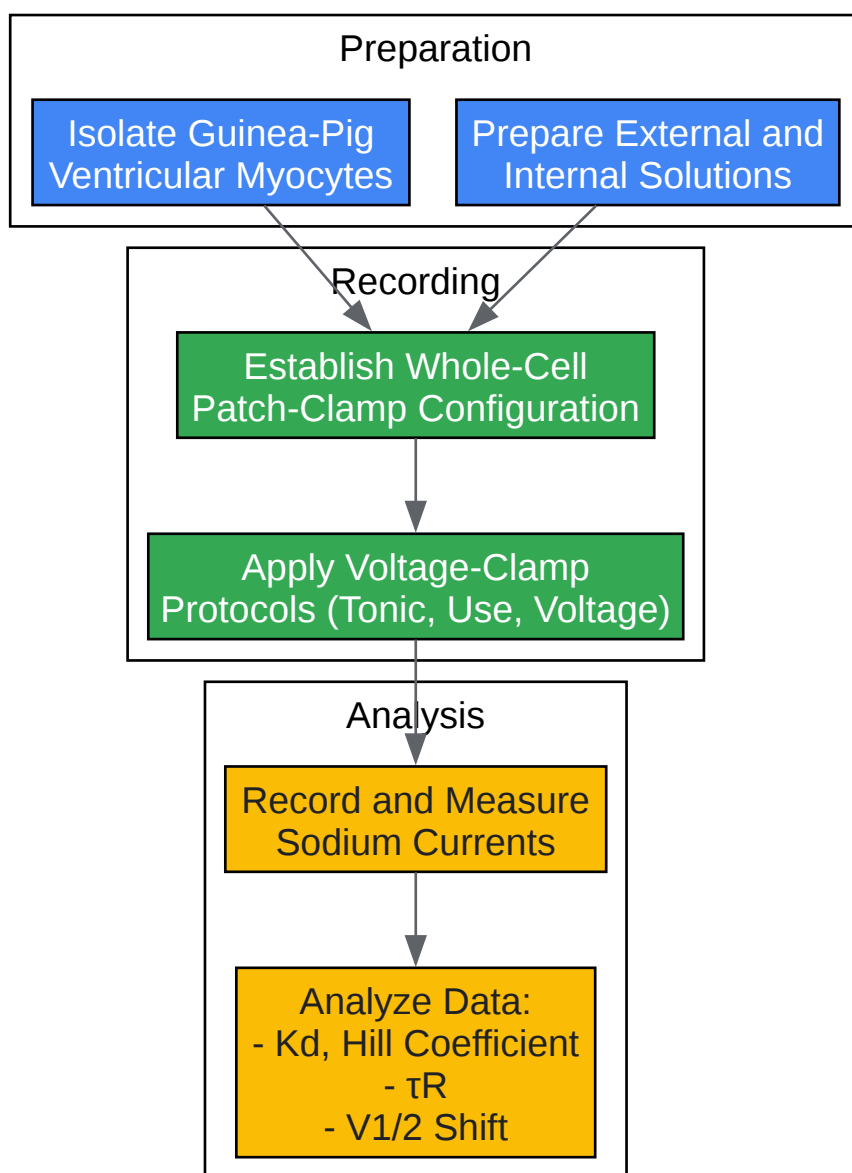 Preparation
Isolate Guinea-Pig
Ventricular Myocytes
Prepare External and
Internal Solutions
Recording
Establish Whole-Cell
Patch-Clamp Configuration
Apply Voltage-Clamp
Protocols (Tonic, Use, Voltage)
Analysis
Record and Measure
Sodium Currents
Analyze Data:
- Kd, Hill Coefficient
- τR
- V1/2 Shift